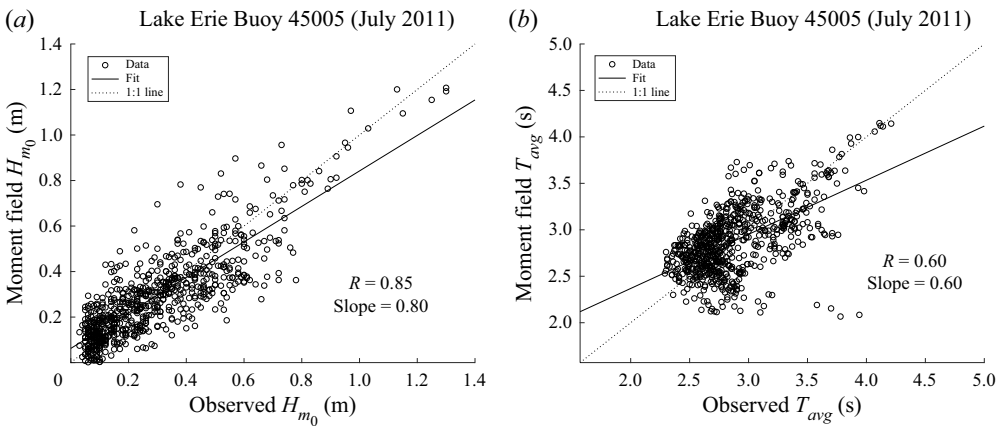 (a) Lake Erie Buoy 45005 (July 2011)
1.4
1.2
1.0
0.8
0.6
0.4
0.2
Moment field H_{m_0} (m)
Data
Fit
1:1 line
R = 0.85
Slope = 0.80
0 0.2 0.4 0.6 0.8 1.0 1.2 1.4
Observed H_{m_0} (m)
(b) Lake Erie Buoy 45005 (July 2011)
5.0
4.5
4.0
3.5
3.0
2.5
2.0
Moment field T_{avg} (s)
Data
Fit
1:1 line
R = 0.60
Slope = 0.60
2.0 2.5 3.0 3.5 4.0 4.5 5.0
Observed T_{avg} (s)